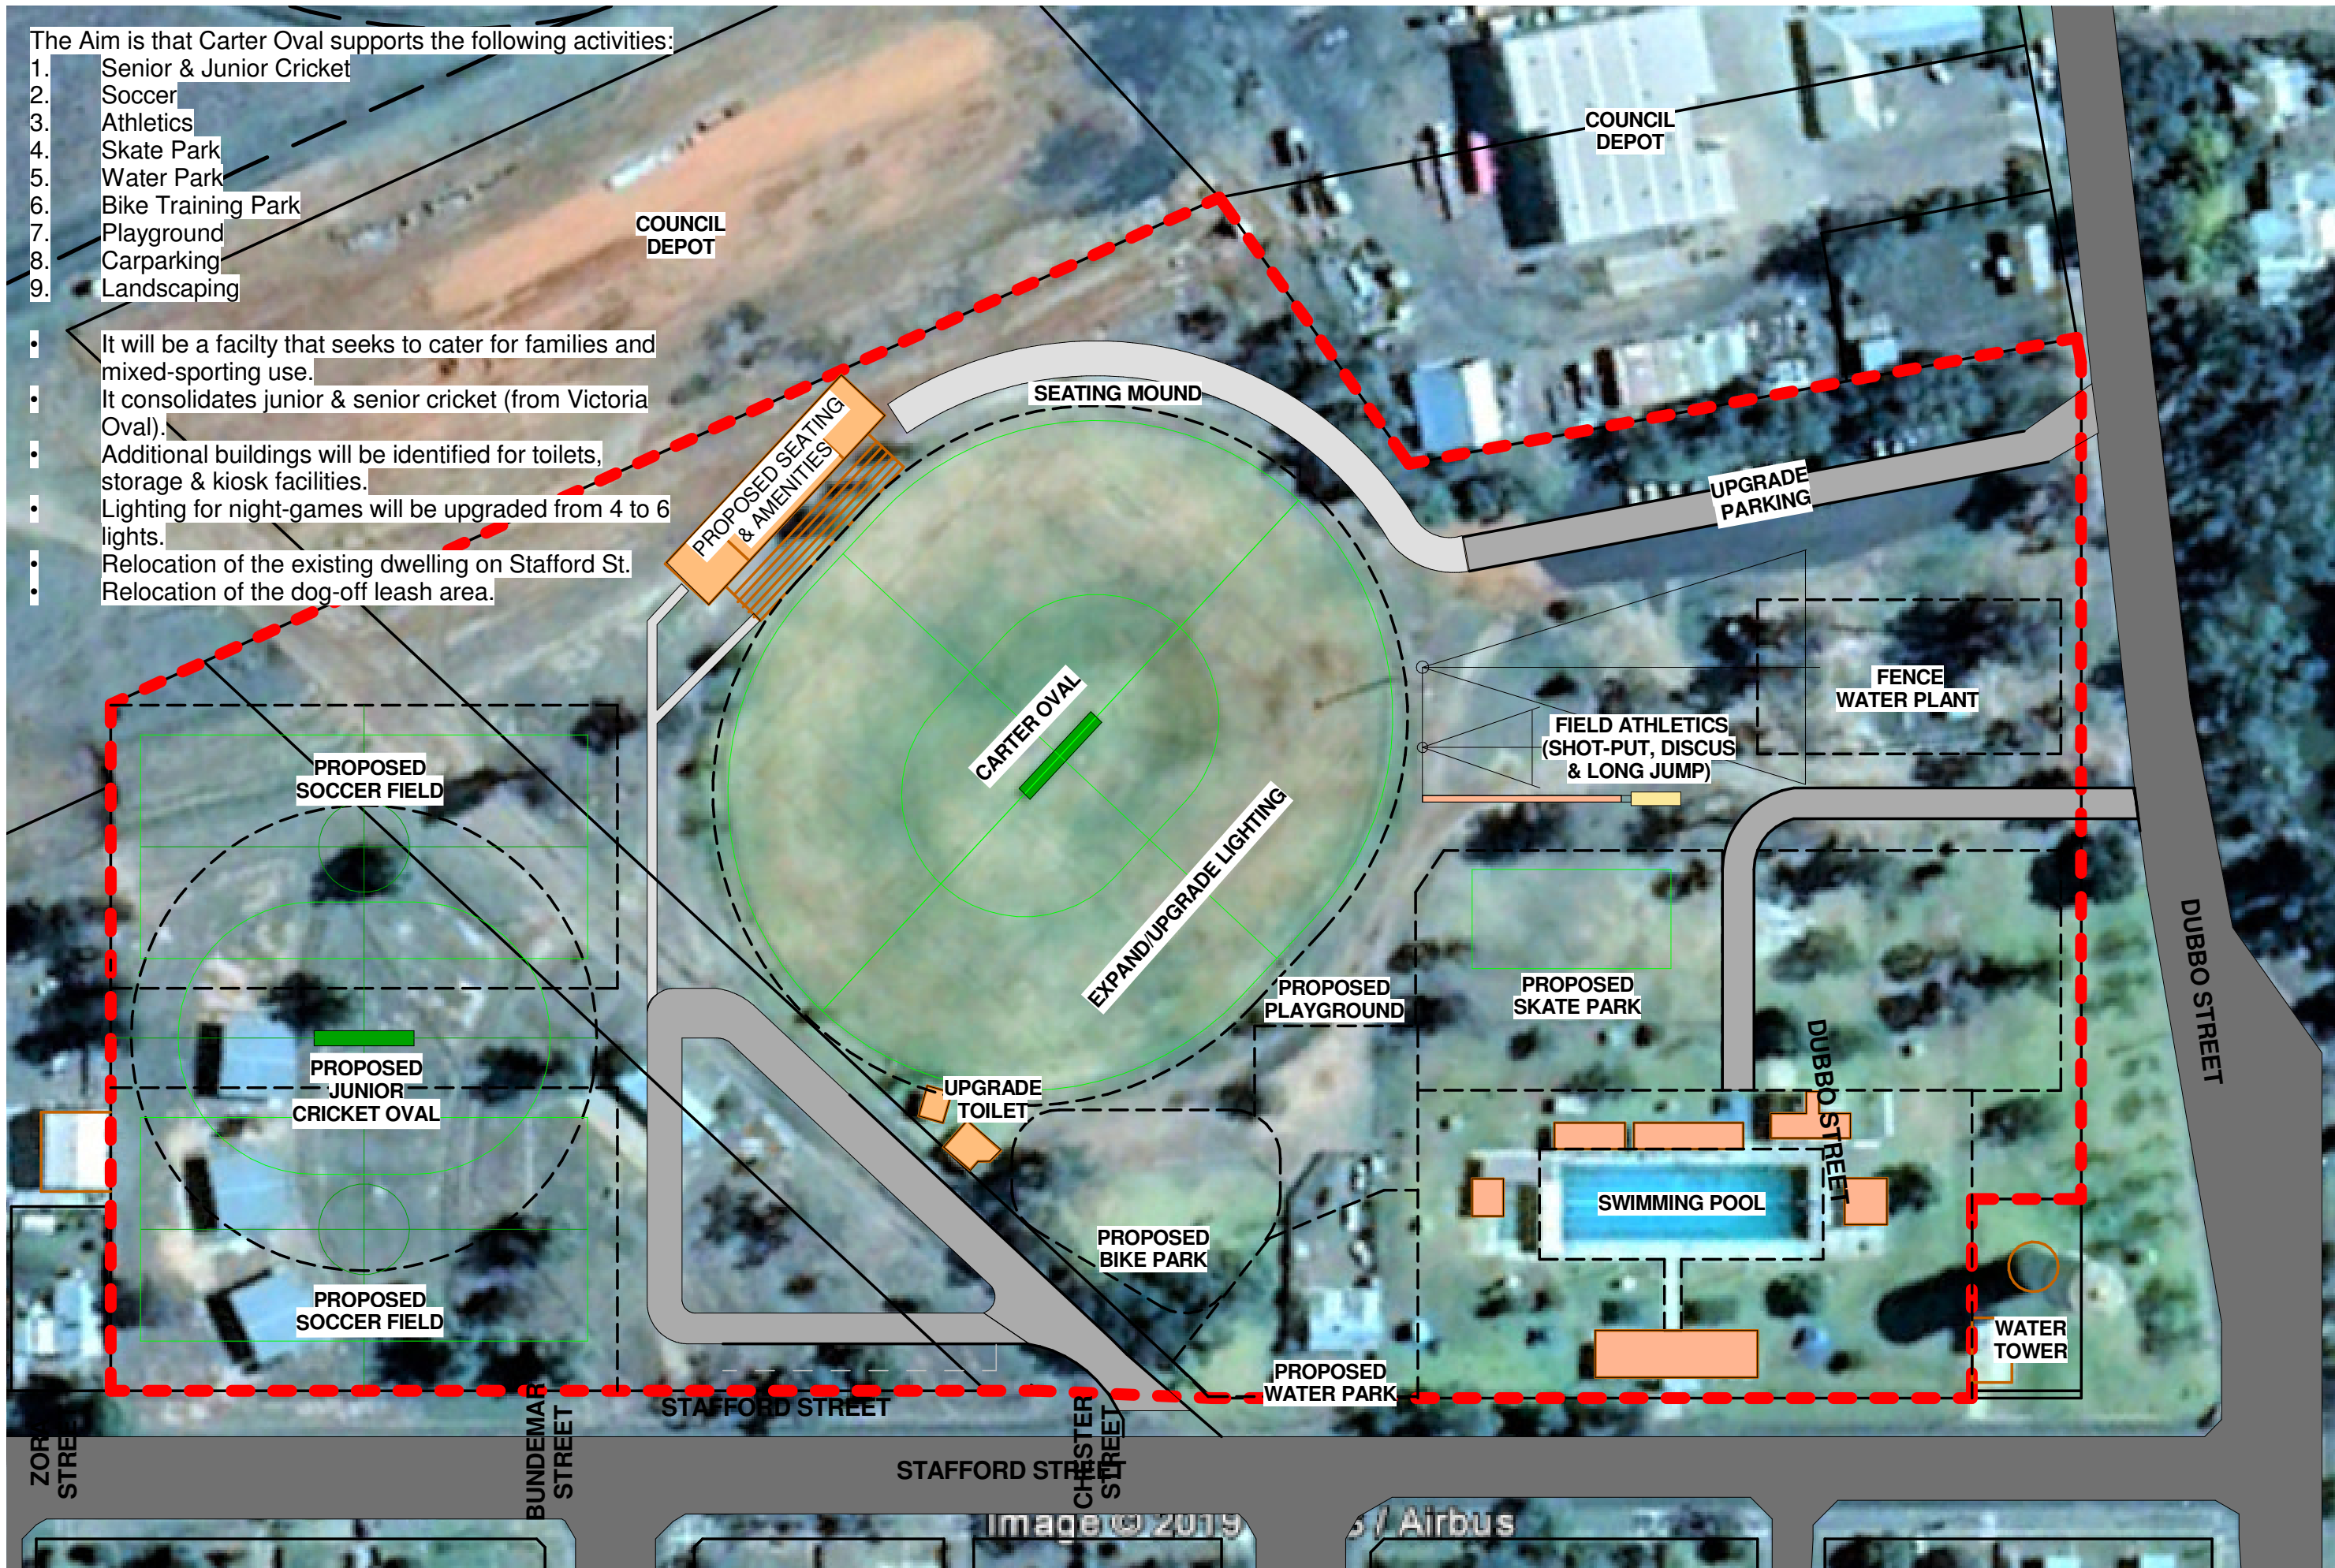 The Aim is that Carter Oval supports the following activities:
1. Senior & Junior Cricket
2. Soccer
3. Athletics
4. Skate Park
5. Water Park
6. Bike Training Park
7. Playground
8. Carparking
9. Landscaping
• It will be a facilty that seeks to cater for families and
mixed-sporting use.
• It consolidates junior & senior cricket (from Victoria
Oval).
• Additional buildings will be identified for toilets,
storage & kiosk facilities.
• Lighting for night-games will be upgraded from 4 to 6
lights.
• Relocation of the existing dwelling on Stafford St.
• Relocation of the dog-off leash area.
COUNCIL
DEPOT
COUNCIL
DEPOT
SEATING MOUND
PROPOSED SEATING
& AMENITIES
UPGRADE
PARKING
FENCE
WATER PLANT
FIELD ATHLETICS
(SHOT-PUT, DISCUS
& LONG JUMP)
CARTER OVAL
EXPAND/UPGRADE LIGHTING
PROPOSED
SOCCER FIELD
PROPOSED
JUNIOR
CRICKET OVAL
PROPOSED
SOCCER FIELD
PROPOSED
PLAYGROUND
PROPOSED
SKATE PARK
DUBBO STREET
DUBBO STREET
UPGRADE
TOILET
PROPOSED
BIKE PARK
SWIMMING POOL
WATER
TOWER
PROPOSED
WATER PARK
STAFFORD STREET
BUNDEMAR
STREET
CHESTER
STREET
STAFFORD STREET
Image © 2019
/ Airbus